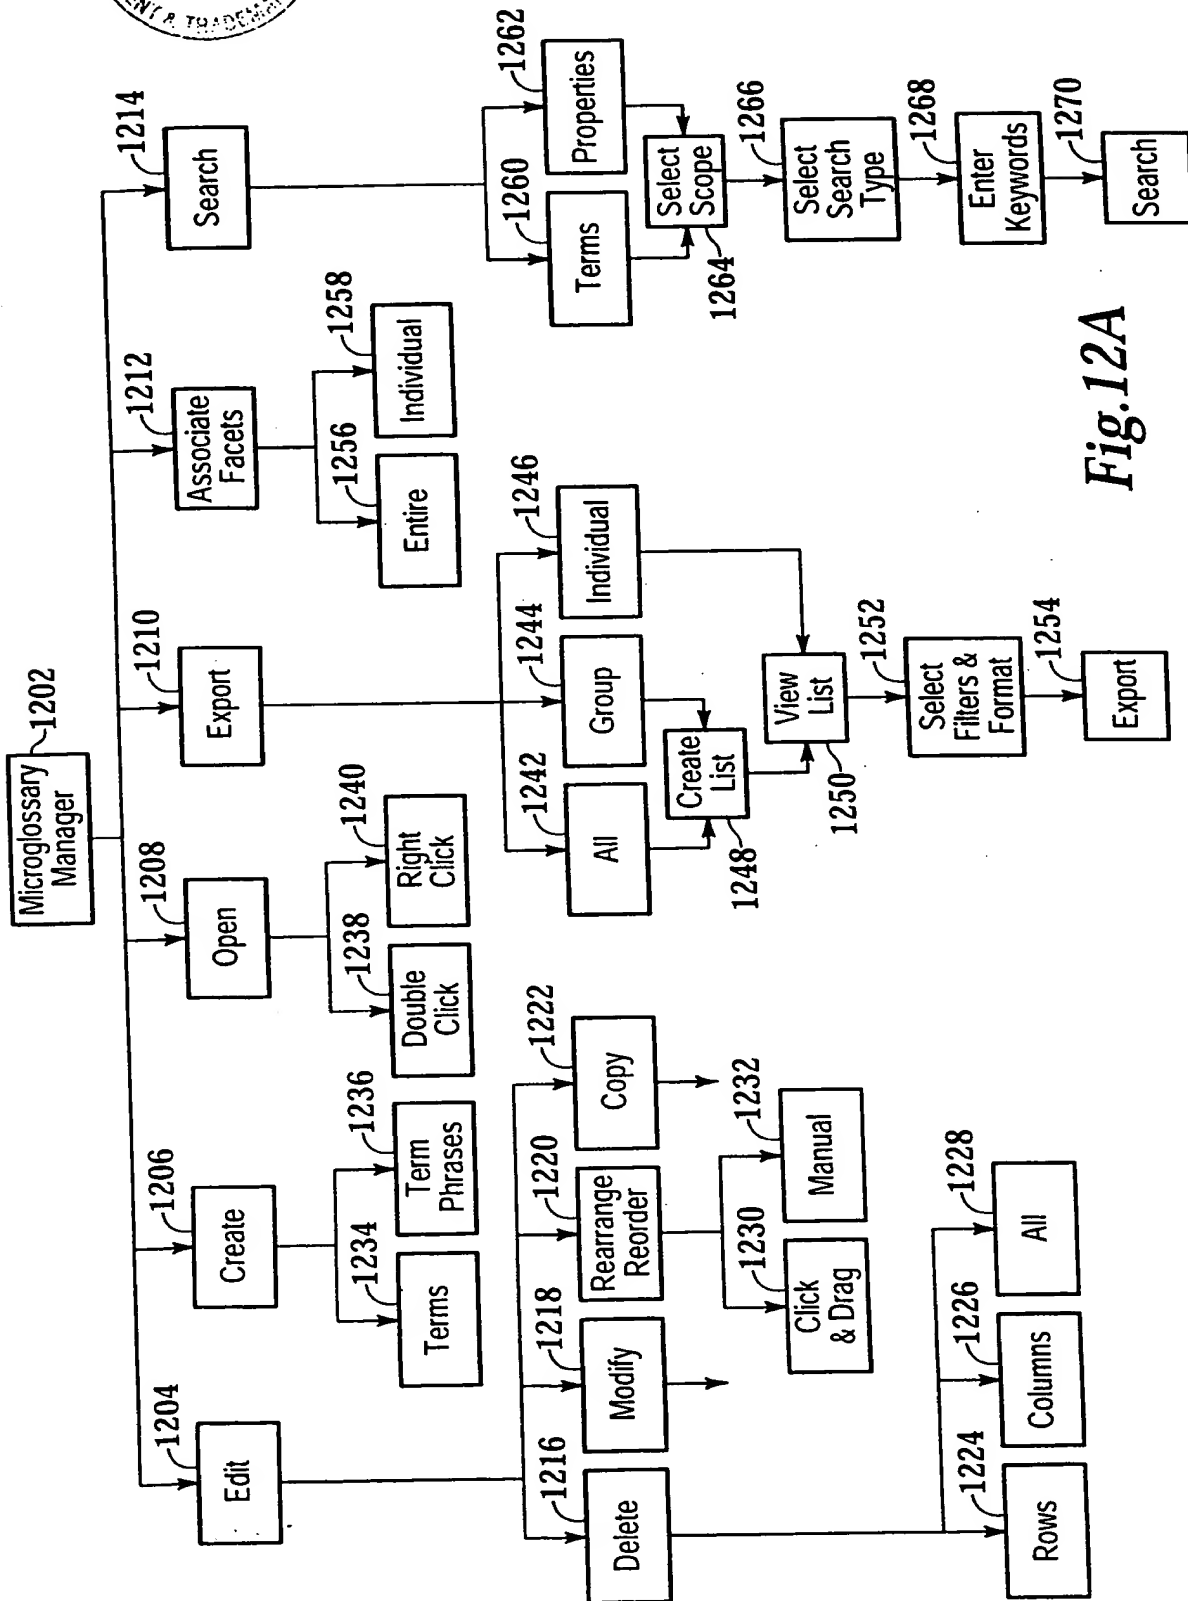 ENT & TRADEMA
Microglossary
Manager
1202
Edit
1204
Create
1206
Open
1208
Export
1210
Associate
Facets
1212
Search
1214
Terms
1234
Term
Phrases
1236
Double
Click
1238
Right
Click
1240
Entire
1256
Individual
1258
Delete
1216
Modify
1218
Rearrange
Reorder
1220
Copy
1222
All
1242
Group
1244
Individual
1246
Terms
1260
Properties
1262
Click
& Drag
1230
Manual
1232
Create
List
1248
Select
Scope
1264
View
List
1250
Select
Search
Type
1266
Rows
1224
Columns
1226
All
1228
Select
Filters &
Format
1252
Enter
Keywords
1268
Export
1254
Search
1270
Fig.12A